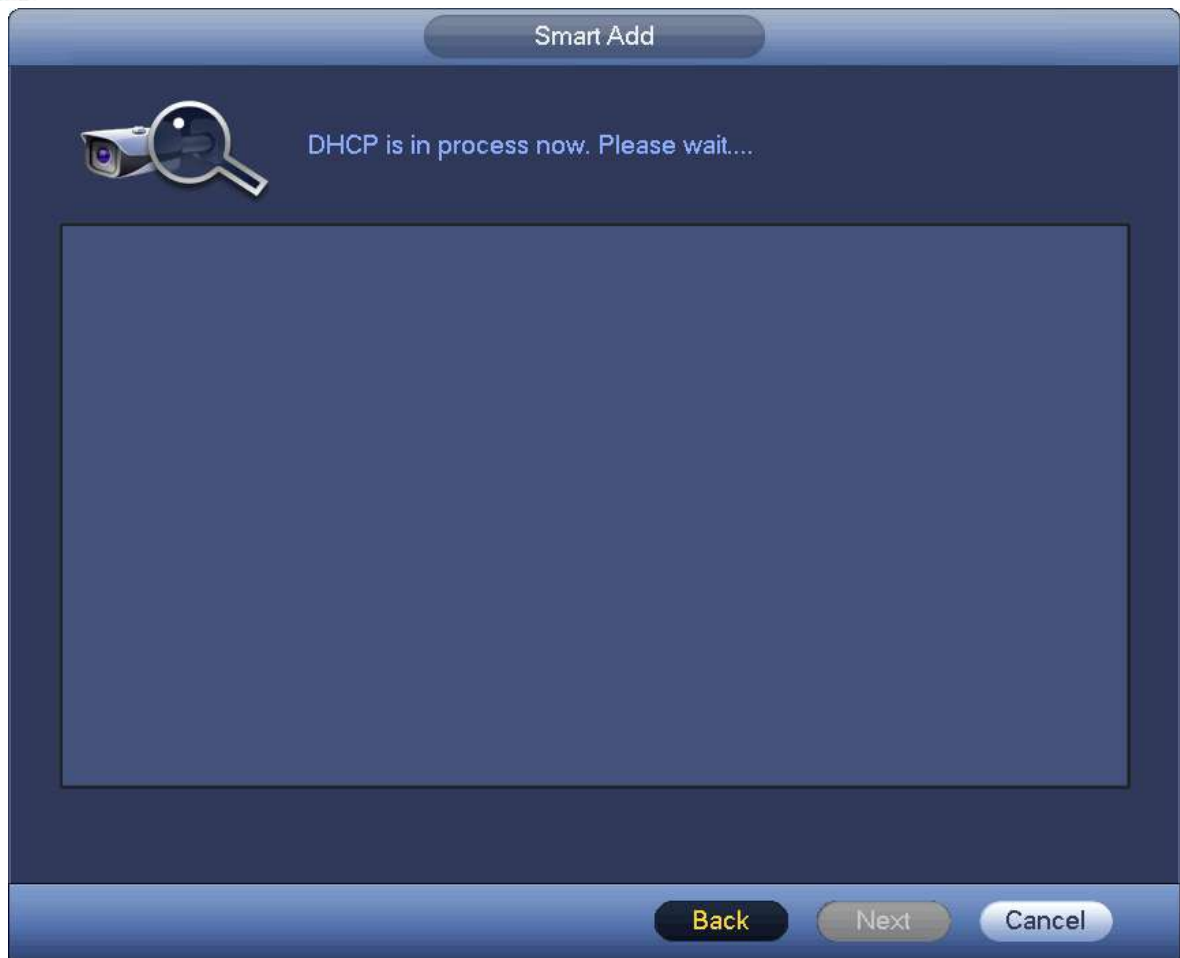 Smart Add
DHCP is in process now. Please wait....
Back
Next
Cancel